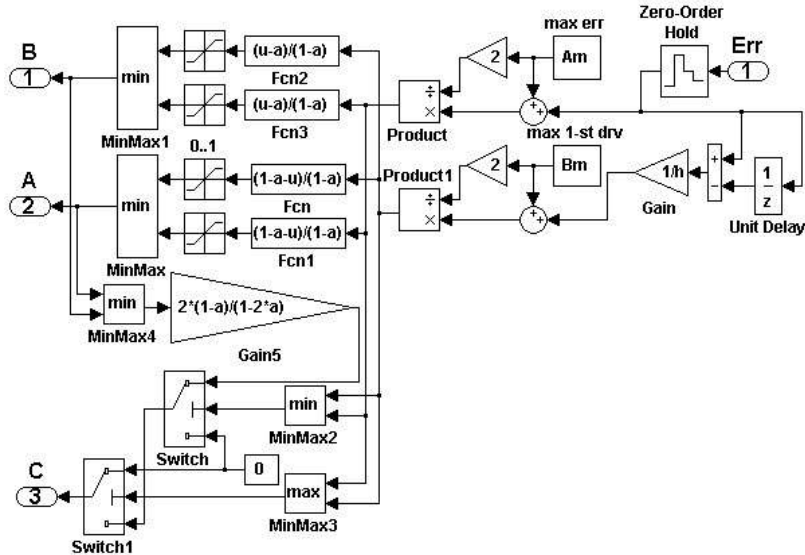 Zero-Order
Hold
max err
Err
B
1
min
MinMax1
(u-a)/(1-a)
Fcn2
(u-a)/(1-a)
Fcn3
0..1
2
Am
÷
×
Product
+
+
1
max 1-st drv
Product1
2
Bm
÷
×
+
+
1/h
Gain
+
−
1
z
Unit Delay
A
2
min
MinMax
(1-a-u)/(1-a)
Fcn
(1-a-u)/(1-a)
Fcn1
min
MinMax4
2*(1-a)/(1-2*a)
Gain5
Switch
min
MinMax2
0
C
3
Switch1
max
MinMax3